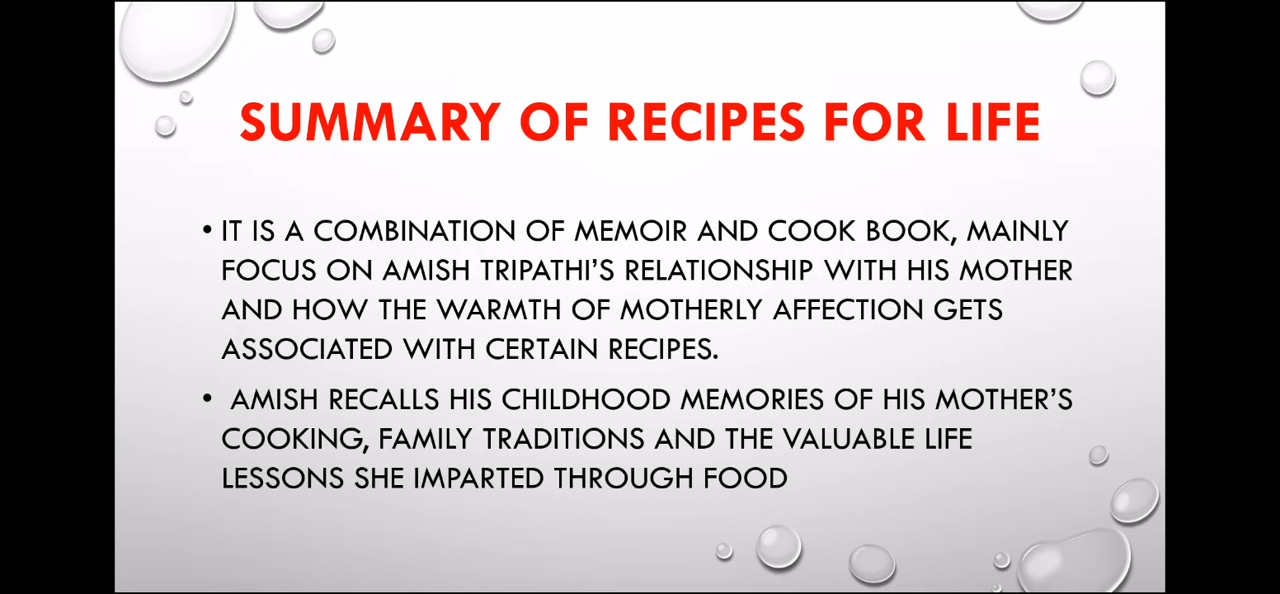 SUMMARY OF RECIPES FOR LIFE
• IT IS A COMBINATION OF MEMOIR AND COOK BOOK, MAINLY
FOCUS ON AMISH TRIPATHI’S RELATIONSHIP WITH HIS MOTHER
AND HOW THE WARMTH OF MOTHERLY AFFECTION GETS
ASSOCIATED WITH CERTAIN RECIPES.
• AMISH RECALLS HIS CHILDHOOD MEMORIES OF HIS MOTHER’S
COOKING, FAMILY TRADITIONS AND THE VALUABLE LIFE
LESSONS SHE IMPARTED THROUGH FOOD